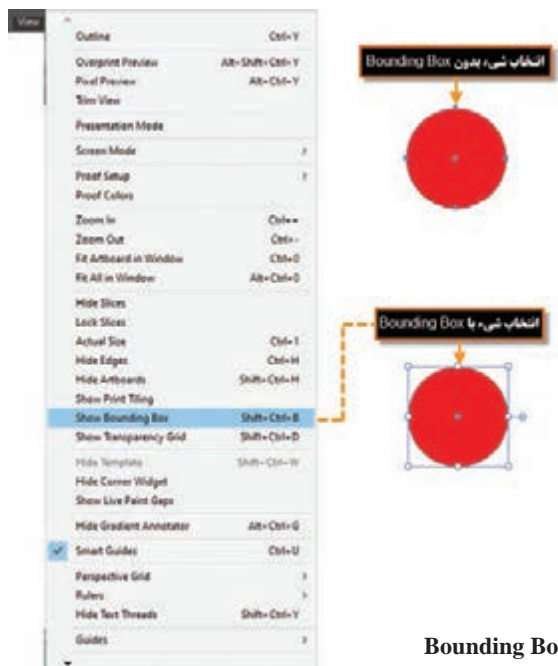 View
Outline Ctrl+Y
Overprint Preview Alt+Shift+Ctrl+Y
Pixel Preview Alt+Ctrl+Y
Trim View
Presentation Mode
Screen Mode
Proof Setup
Proof Colors
Zoom In Ctrl++
Zoom Out Ctrl+-
Fit Artboard in Window Ctrl+0
Fit All in Window Alt+Ctrl+0
Hide Slices
Lock Slices
Actual Size Ctrl+1
Hide Edges Ctrl+H
Hide Artboards Shift+Ctrl+H
Show Print Tiling
Show Bounding Box Shift+Ctrl+B
Show Transparency Grid Shift+Ctrl+D
Hide Template Shift+Ctrl+W
Hide Corner Widget
Show Live Paint Gaps
Hide Gradient Annotator Alt+Ctrl+G
Smart Guides Ctrl+U
Perspective Grid
Rulers
Hide Text Threads Shift+Ctrl+Y
Guides
انتخاب شیء بدون Bounding Box
انتخاب شیء با Bounding Box
Bounding Bo